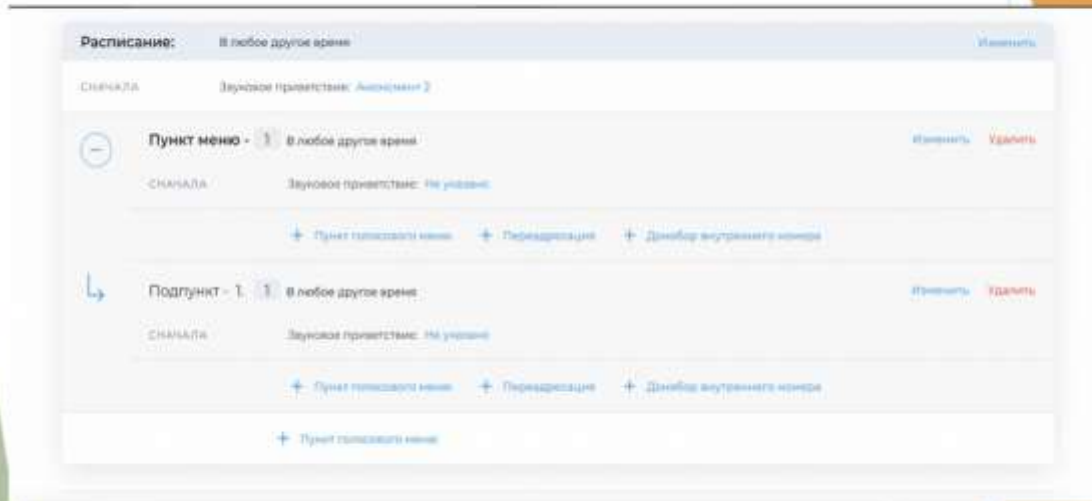 Расписание: В любое другое время Изменить
СНАЧАЛА Звуковое приветствие: Анонсмент 2
Пункт меню - 1 В любое другое время Изменить Удалить
СНАЧАЛА Звуковое приветствие: Не указано
+ Пункт голосового меню + Переадресация + Донабор внутреннего номера
Подпункт - 1. 1 В любое другое время Изменить Удалить
СНАЧАЛА Звуковое приветствие: Не указано
+ Пункт голосового меню + Переадресация + Донабор внутреннего номера
+ Пункт голосового меню